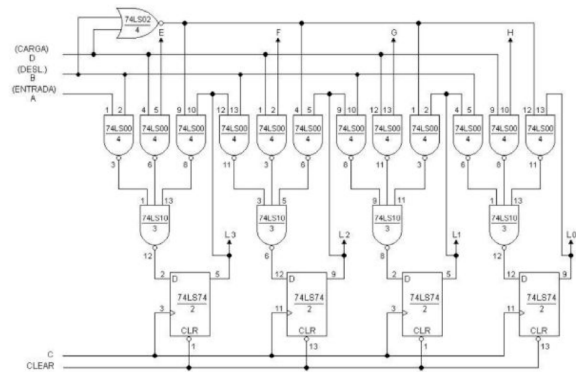 74LS02
4
E F G H
(CARGA)
D
(DESL.)
B
(ENTRADA)
A
1 2 4 5 9 10 12 13 1 2 4 5 9 10 12 13 1 2 4 5 9 10 12 13
74LS00 74LS00 74LS00 74LS00 74LS00 74LS00 74LS00 74LS00 74LS00 74LS00 74LS00 74LS00
4 4 4 4 4 4 4 4 4 4 4 4
3 6 8 11 3 6 8 11 3 6 8 11
1 2 13 3 4 5 9 10 11 1 2 13
74LS10 74LS10 74LS10 74LS10
3 3 3 3
12 6 8 12
L3 L2 L1 L0
2 D 5 12 D 9 2 D 5 12 D 9
74LS74 74LS74 74LS74 74LS74
2 2 2 2
3 11 3 11
CLR CLR CLR CLR
C
1 13 1 13
CLEAR